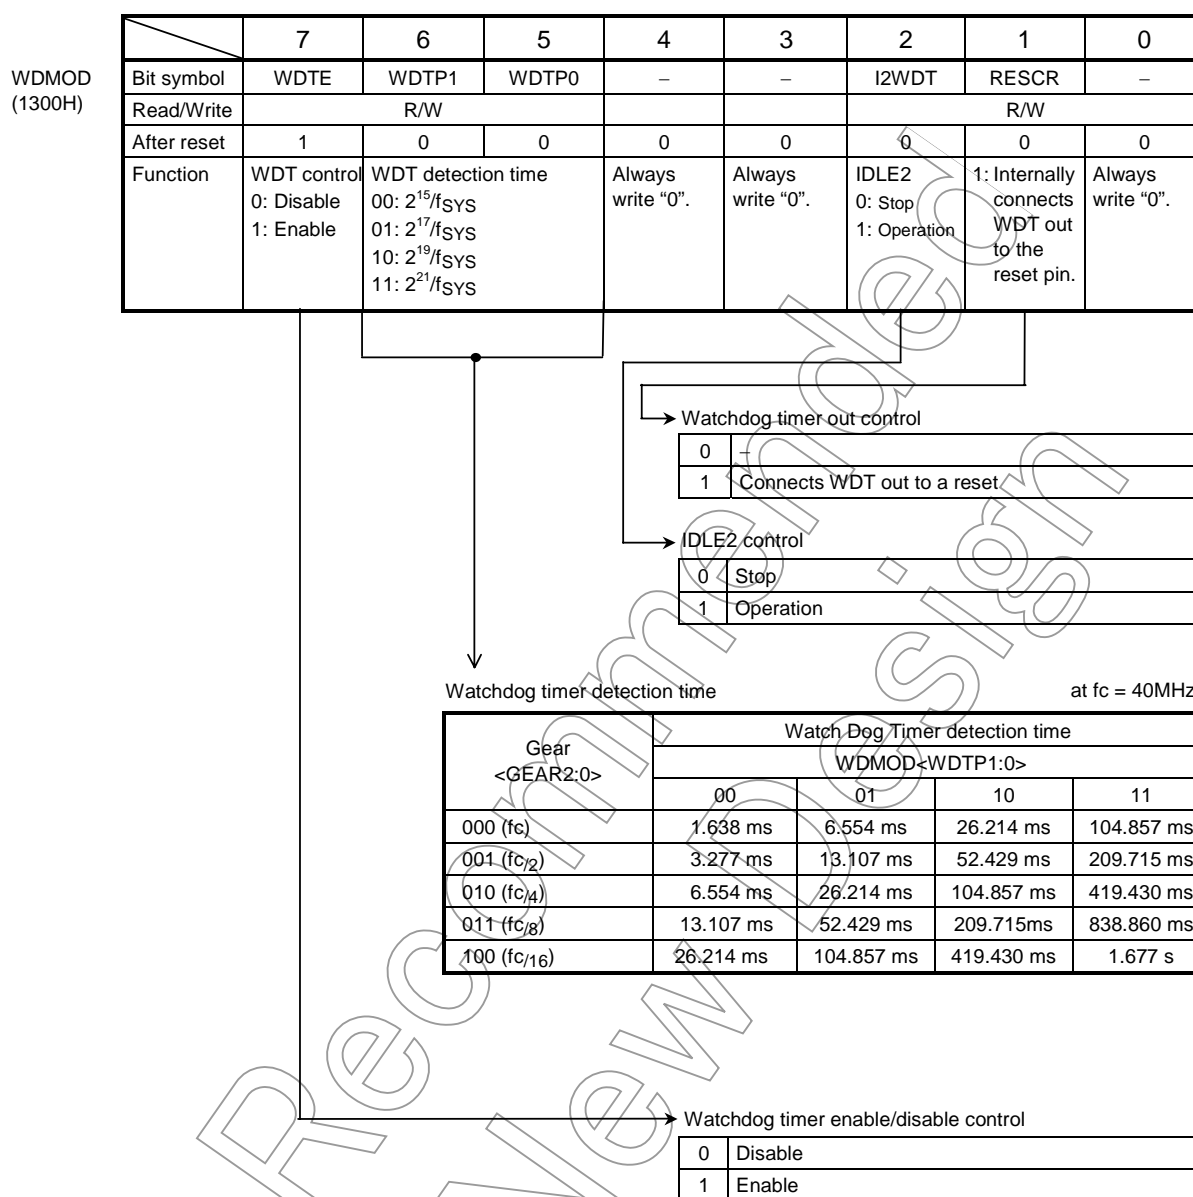 7 6 5 4 3 2 1 0
WDMOD
(1300H)
Bit symbol WDTE WDTP1 WDTP0 – – I2WDT RESCR –
Read/Write R/W R/W
After reset 1 0 0 0 0 0 0 0
Function
WDT control
0: Disable
1: Enable
WDT detection time
00: 2^15/fSYS
01: 2^17/fSYS
10: 2^19/fSYS
11: 2^21/fSYS
Always
write “0”.
Always
write “0”.
IDLE2
0: Stop
1: Operation
1: Internally
connects
WDT out
to the
reset pin.
Always
write “0”.
Watchdog timer out control
0 –
1 Connects WDT out to a reset
IDLE2 control
0 Stop
1 Operation
Watchdog timer detection time at fc = 40MHz
Gear
<GEAR2:0>
Watch Dog Timer detection time
WDMOD<WDTP1:0>
00 01 10 11
000 (fc) 1.638 ms 6.554 ms 26.214 ms 104.857 ms
001 (fc/2) 3.277 ms 13.107 ms 52.429 ms 209.715 ms
010 (fc/4) 6.554 ms 26.214 ms 104.857 ms 419.430 ms
011 (fc/8) 13.107 ms 52.429 ms 209.715ms 838.860 ms
100 (fc/16) 26.214 ms 104.857 ms 419.430 ms 1.677 s
Watchdog timer enable/disable control
0 Disable
1 Enable
Recommended
New Design